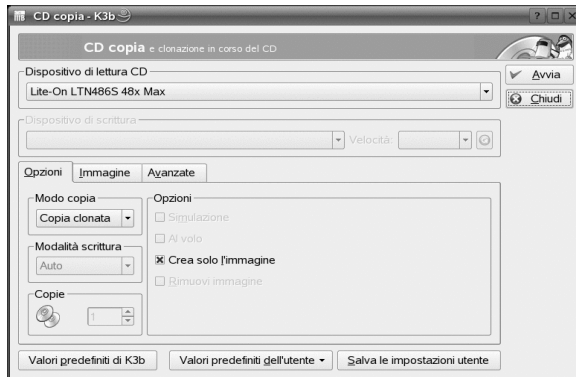 CD copia - K3b
CD copia e clonazione in corso del CD
Dispositivo di lettura CD
Lite-On LTN486S 48x Max
Avvia
Chiudi
Dispositivo di scrittura
Velocità:
Opzioni Immagine Avanzate
Modo copia
Copia clonata
Modalità scrittura
Auto
Copie
1
Opzioni
Simulazione
Al volo
Crea solo l'immagine
Rimuovi immagine
Valori predefiniti di K3b Valori predefiniti dell'utente Salva le impostazioni utente